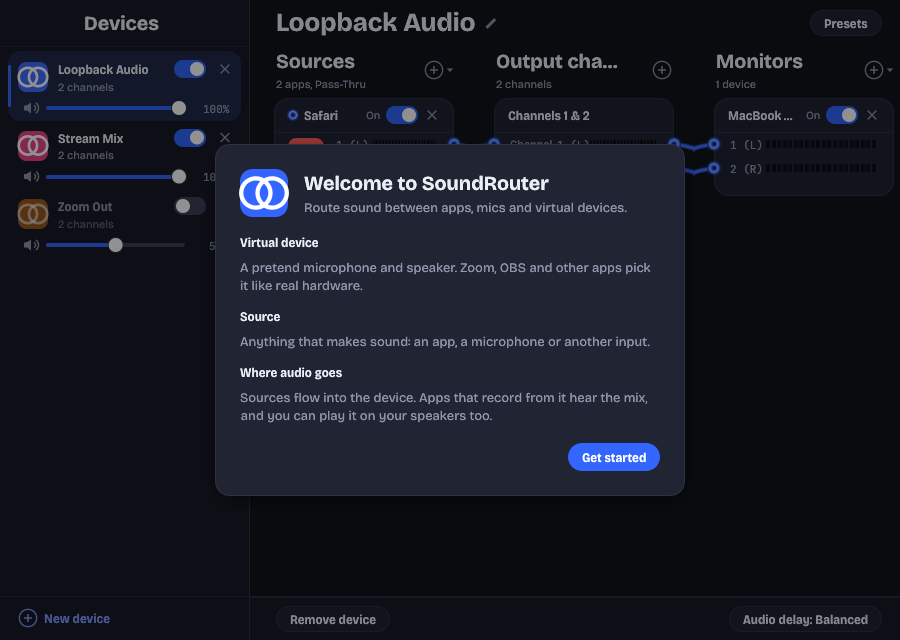 Devices
Loopback Audio
2 channels
100%
Stream Mix
2 channels
Zoom Out
2 channels
New device
Loopback Audio
Presets
Sources
2 apps, Pass-Thru
Output cha...
2 channels
Monitors
1 device
Safari
On
Channels 1 & 2
MacBook ...
On
1 (L)
2 (R)
Welcome to SoundRouter
Route sound between apps, mics and virtual devices.
Virtual device
A pretend microphone and speaker. Zoom, OBS and other apps pick
it like real hardware.
Source
Anything that makes sound: an app, a microphone or another input.
Where audio goes
Sources flow into the device. Apps that record from it hear the mix,
and you can play it on your speakers too.
Get started
Remove device
Audio delay: Balanced